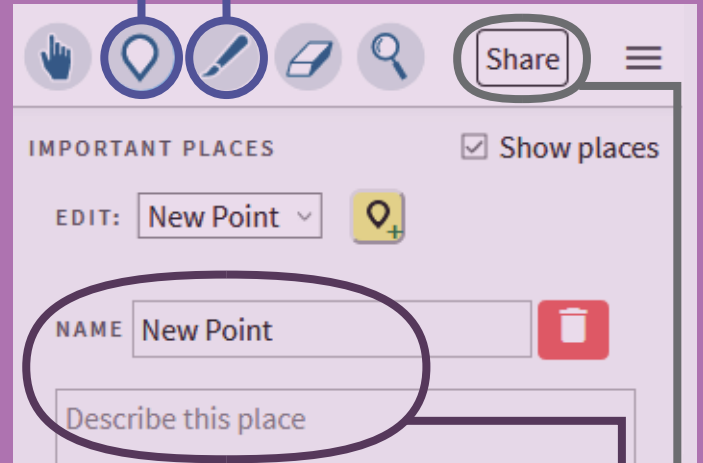 Share
IMPORTANT PLACES
Show places
EDIT: New Point
NAME New Point
Describe this place